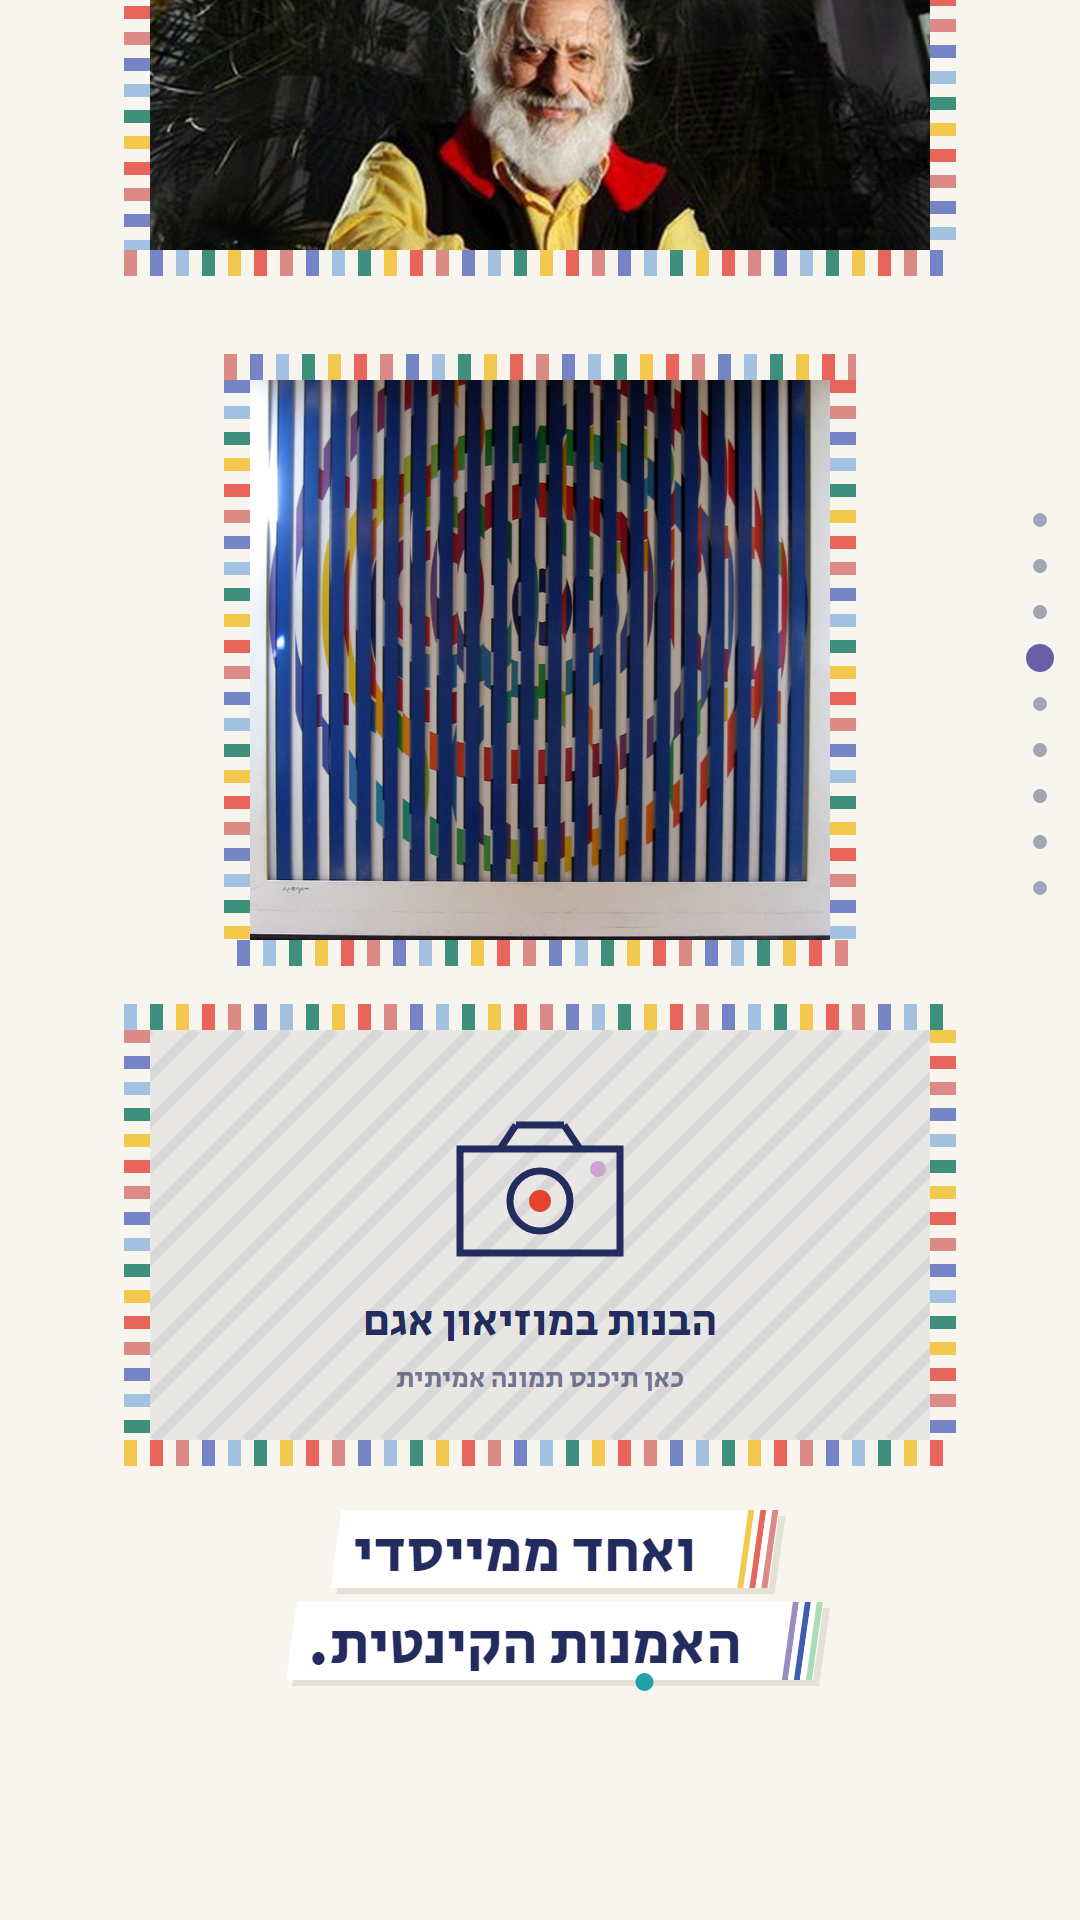 הבנות במוזיאון אגם
כאן תיכנס תמונה אמיתית
ואחד ממייסדי
האמנות הקינטית.